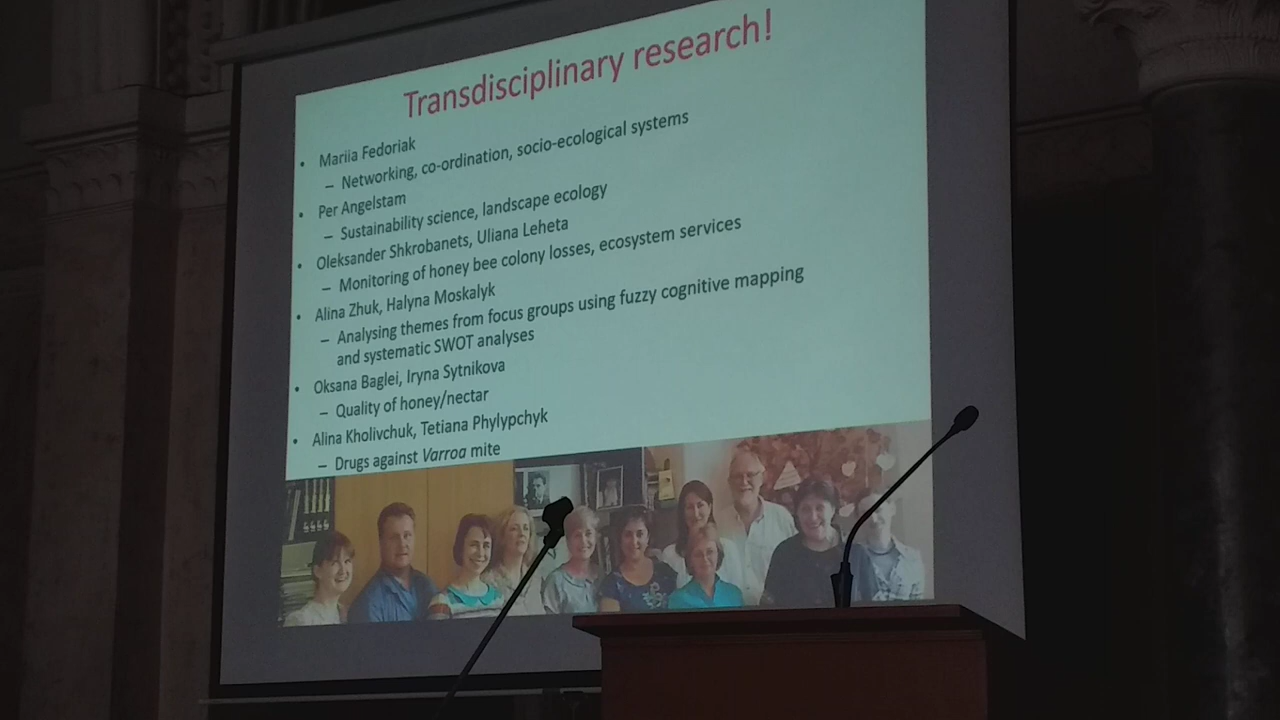 Transdisciplinary research!
• Mariia Fedoriak
– Networking, co-ordination, socio-ecological systems
• Per Angelstam
– Sustainability science, landscape ecology
• Oleksander Shkrobanets, Uliana Leheta
– Monitoring of honey bee colony losses, ecosystem services
• Alina Zhuk, Halyna Moskalyk
– Analysing themes from focus groups using fuzzy cognitive mapping
and systematic SWOT analyses
• Oksana Baglei, Iryna Sytnikova
– Quality of honey/nectar
• Alina Kholivchuk, Tetiana Phylypchyk
– Drugs against Varroa mite